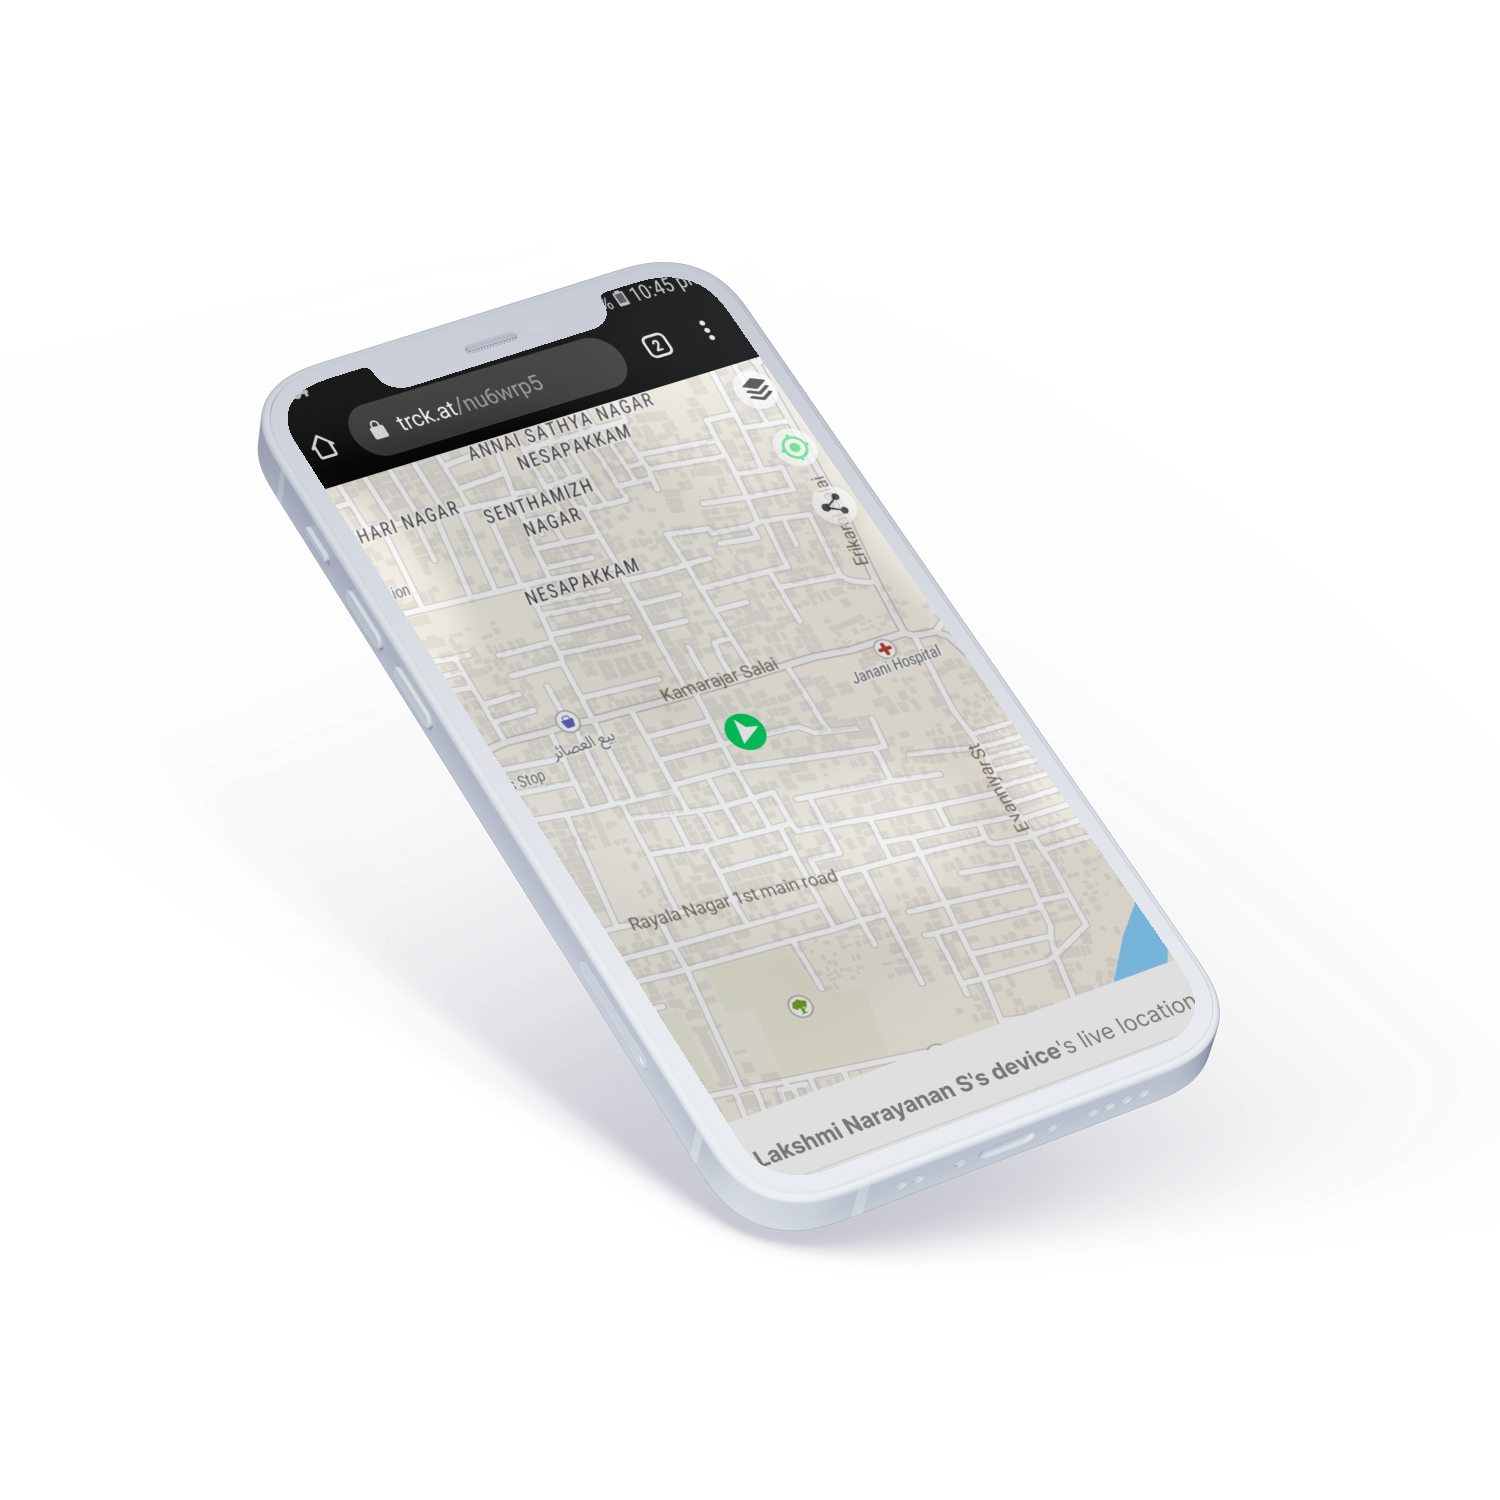 10:45
2
trck.at/nu6wrp5
ANNAI SATHYA NAGAR
NESAPAKKAM
SENTHAMIZH
NAGAR
HARI NAGAR
NESAPAKKAM
ion
Kamarajar Salai
Janani Hospital
بيع العصائر
Stop
Evanniyar St
Rayala Nagar 1st main road
Lakshmi Narayanan S's device's live location